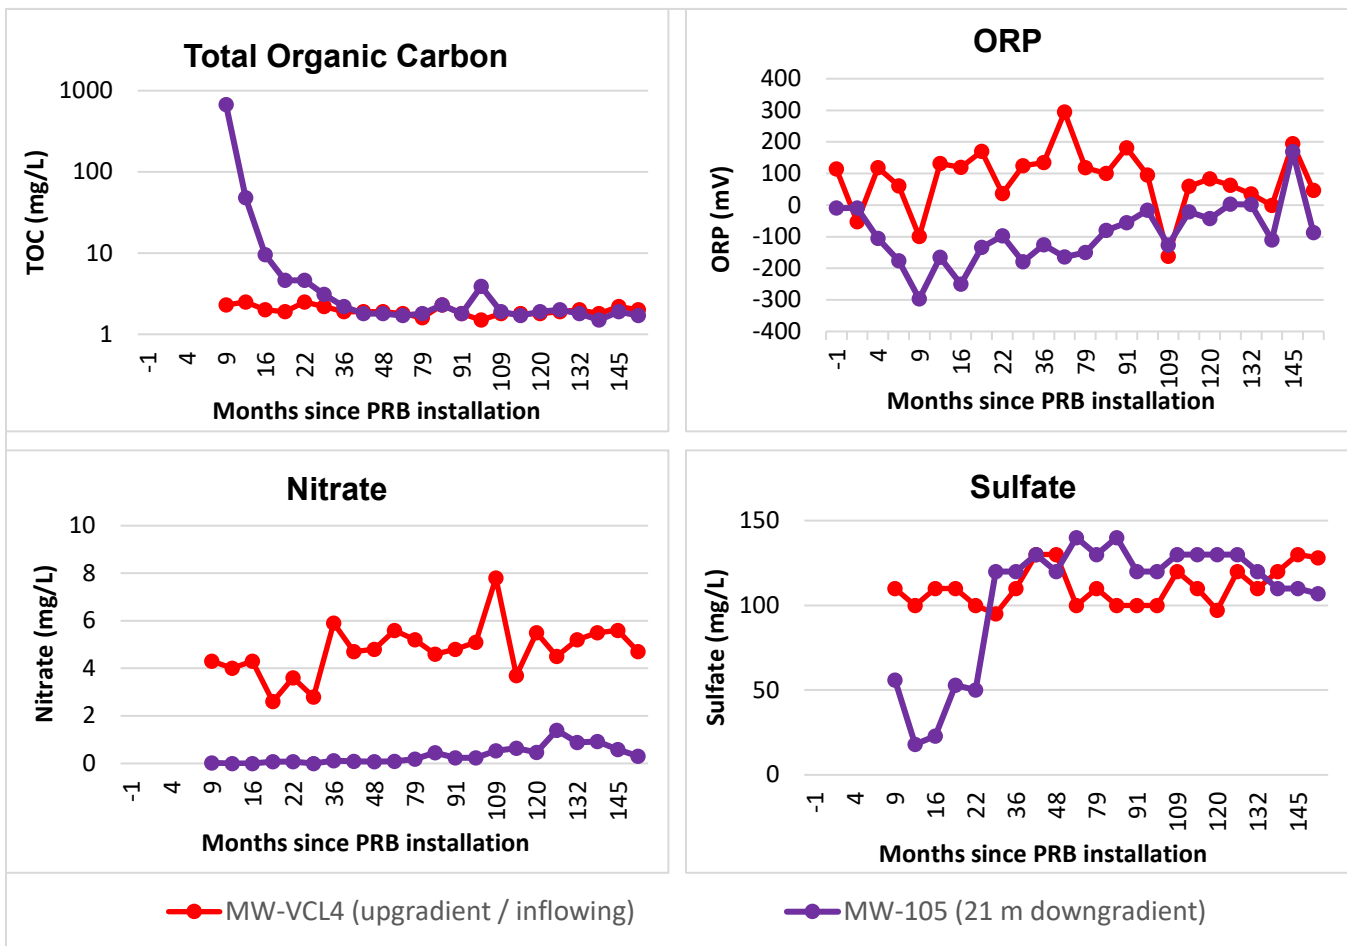 Total Organic Carbon
1000
100
10
1
TOC (mg/L)
-1 4 9 16 22 36 48 79 91 109 120 132 145
Months since PRB installation
ORP
400
300
200
100
0
-100
-200
-300
-400
ORP (mV)
-1 4 9 16 22 36 48 79 91 109 120 132 145
Months since PRB installation
Nitrate
10
8
6
4
2
0
Nitrate (mg/L)
-1 4 9 16 22 36 48 79 91 109 120 132 145
Months since PRB installation
Sulfate
150
100
50
0
Sulfate (mg/L)
-1 4 9 16 22 36 48 79 91 109 120 132 145
Months since PRB installation
MW-VCL4 (upgradient / inflowing)
MW-105 (21 m downgradient)